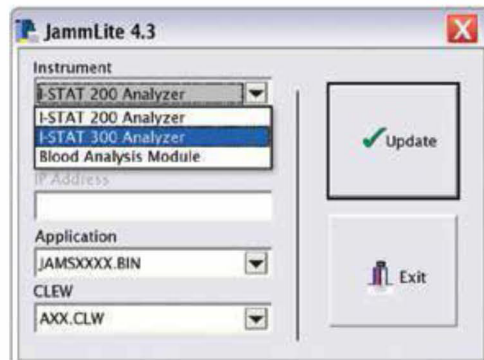 JammLite 4.3
Instrument
I-STAT 200 Analyzer
I-STAT 200 Analyzer
I-STAT 300 Analyzer
Blood Analysis Module
IP Address
Application
JAMSXXXX.BIN
CLEW
AXX.CLW
Update
Exit